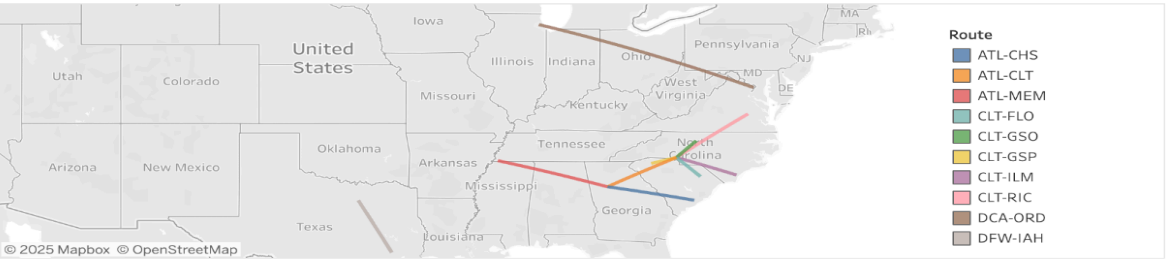 Iowa
MA
RI
United
States
Pennsylvania
NJ
Utah
Colorado
Illinois
Indiana
Ohio
MD
DE
West
Virginia
Missouri
Kentucky
Arizona
New Mexico
Oklahoma
Arkansas
Tennessee
North
Carolina
Mississippi
Georgia
Texas
Louisiana
© 2025 Mapbox © OpenStreetMap
Route
ATL-CHS
ATL-CLT
ATL-MEM
CLT-FLO
CLT-GSO
CLT-GSP
CLT-ILM
CLT-RIC
DCA-ORD
DFW-IAH